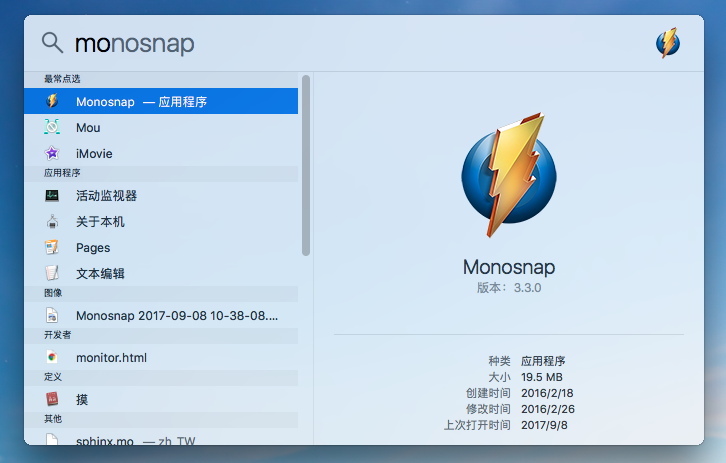 monosnap
最常点选
Monosnap — 应用程序
Mou
iMovie
应用程序
活动监视器
关于本机
Pages
文本编辑
图像
Monosnap 2017-09-08 10-38-08....
开发者
monitor.html
定义
摸
其他
sphinx.mo — zh_TW
Monosnap
版本：3.3.0
种类 应用程序
大小 19.5 MB
创建时间 2016/2/18
修改时间 2016/2/26
上次打开时间 2017/9/8